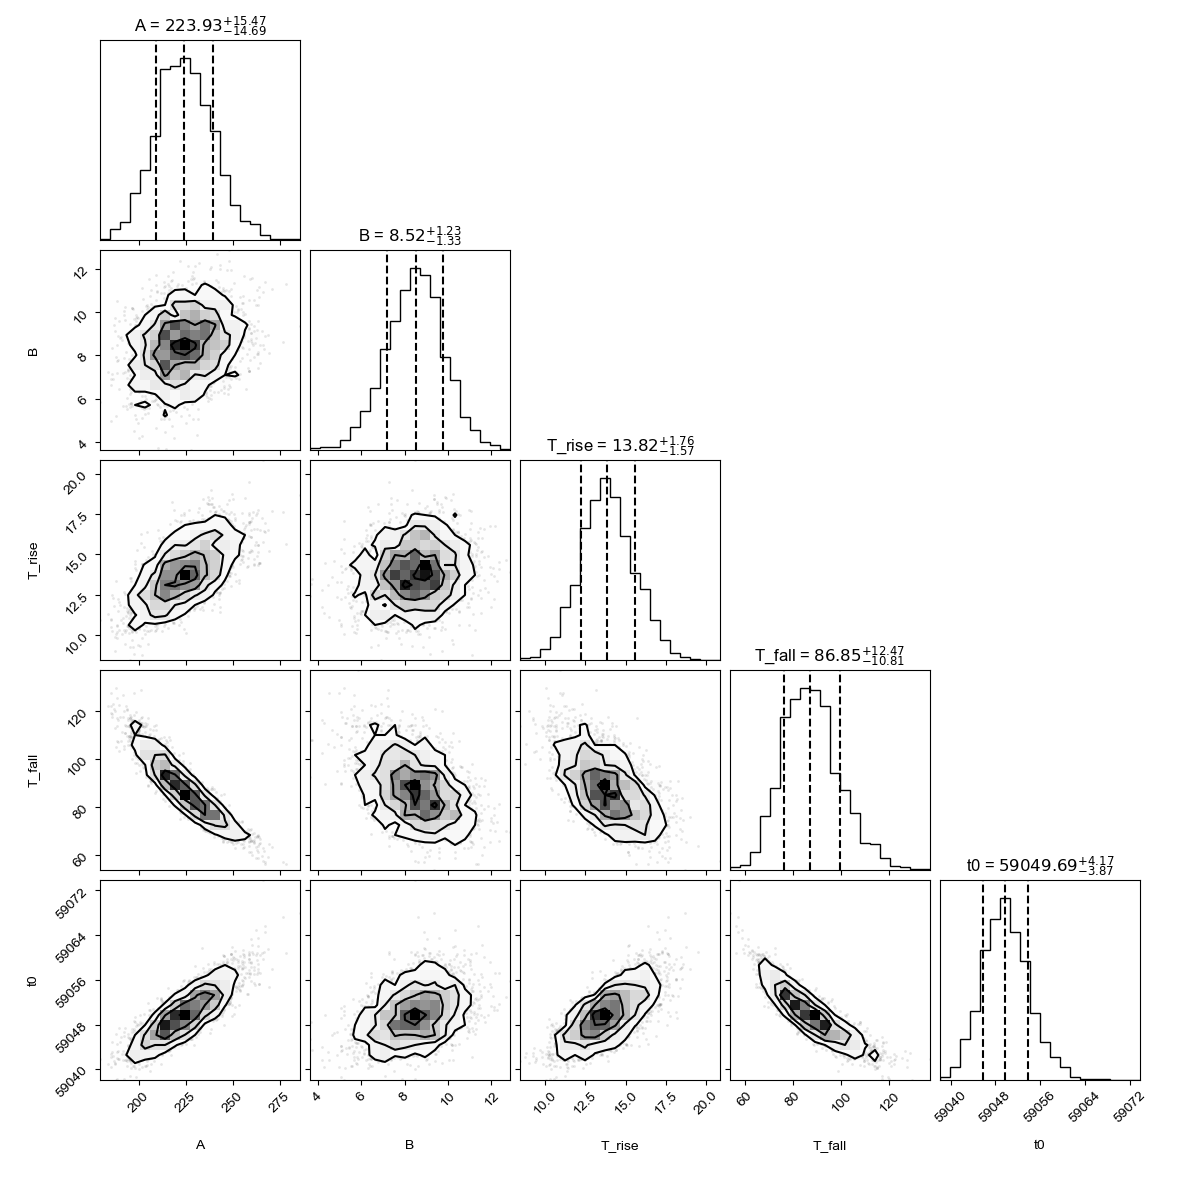 A = 223.93+15.47−14.69
B = 8.52+1.23−1.33
12
10
8
6
4
B
T_rise = 13.82+1.76−1.57
20.0
17.5
15.0
12.5
10.0
T_rise
T_fall = 86.85+12.47−10.81
120
100
80
60
T_fall
t0 = 59049.69+4.17−3.87
59072
59064
59056
59048
59040
t0
200 225 250 275 4 6 8 10 12 10.0 12.5 15.0 17.5 20.0 60 80 100 120 59040 59048 59056 59064 59072
A B T_rise T_fall t0